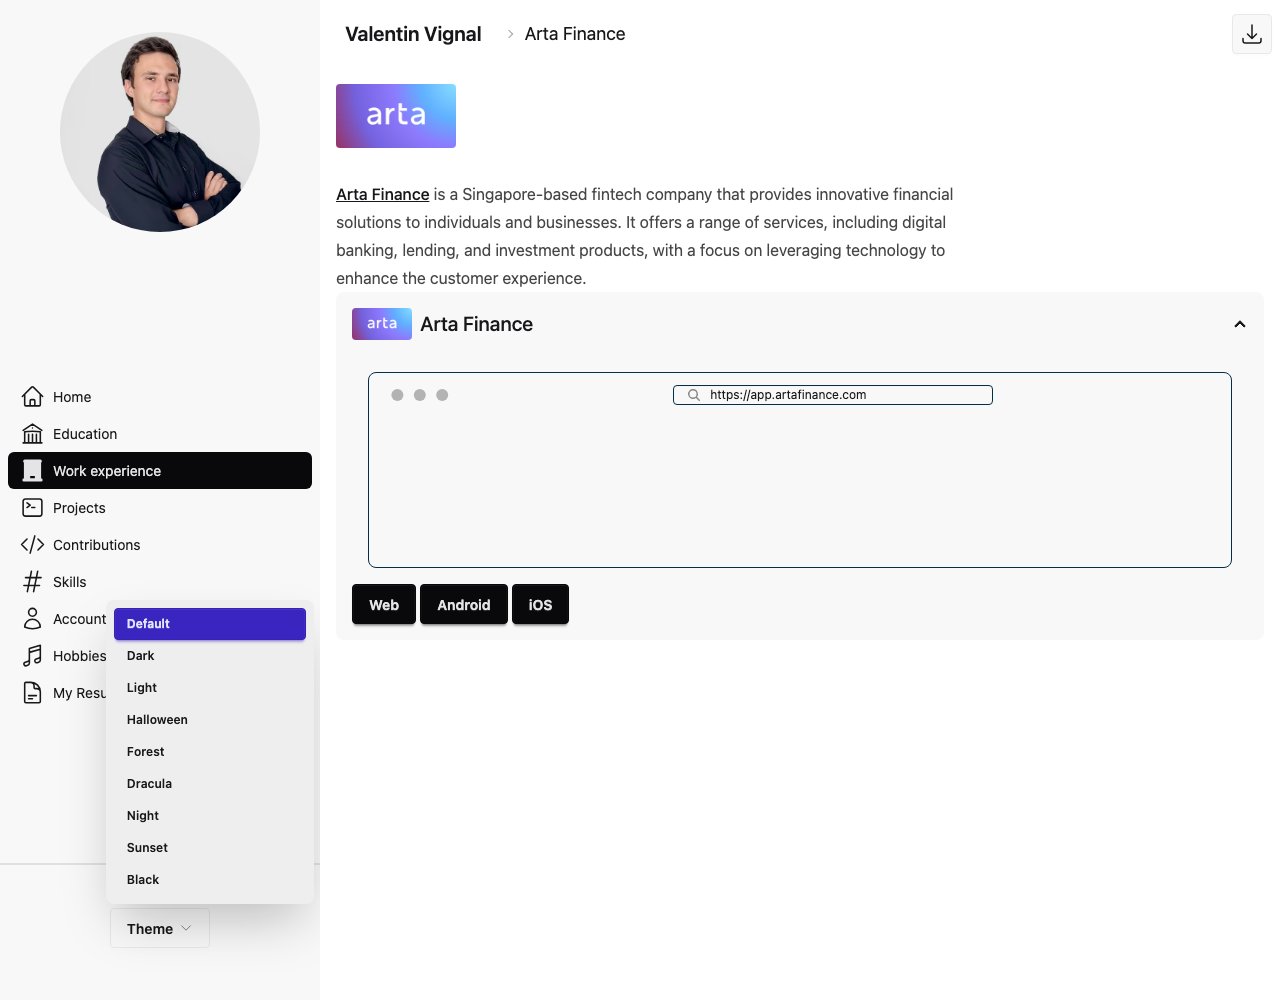 Valentin Vignal
Arta Finance
arta
Arta Finance is a Singapore-based fintech company that provides innovative financial
solutions to individuals and businesses. It offers a range of services, including digital
banking, lending, and investment products, with a focus on leveraging technology to
enhance the customer experience.
arta
Arta Finance
https://app.artafinance.com
Web
Android
iOS
Home
Education
Work experience
Projects
Contributions
Skills
Account
Hobbies
My Resu
Default
Dark
Light
Halloween
Forest
Dracula
Night
Sunset
Black
Theme